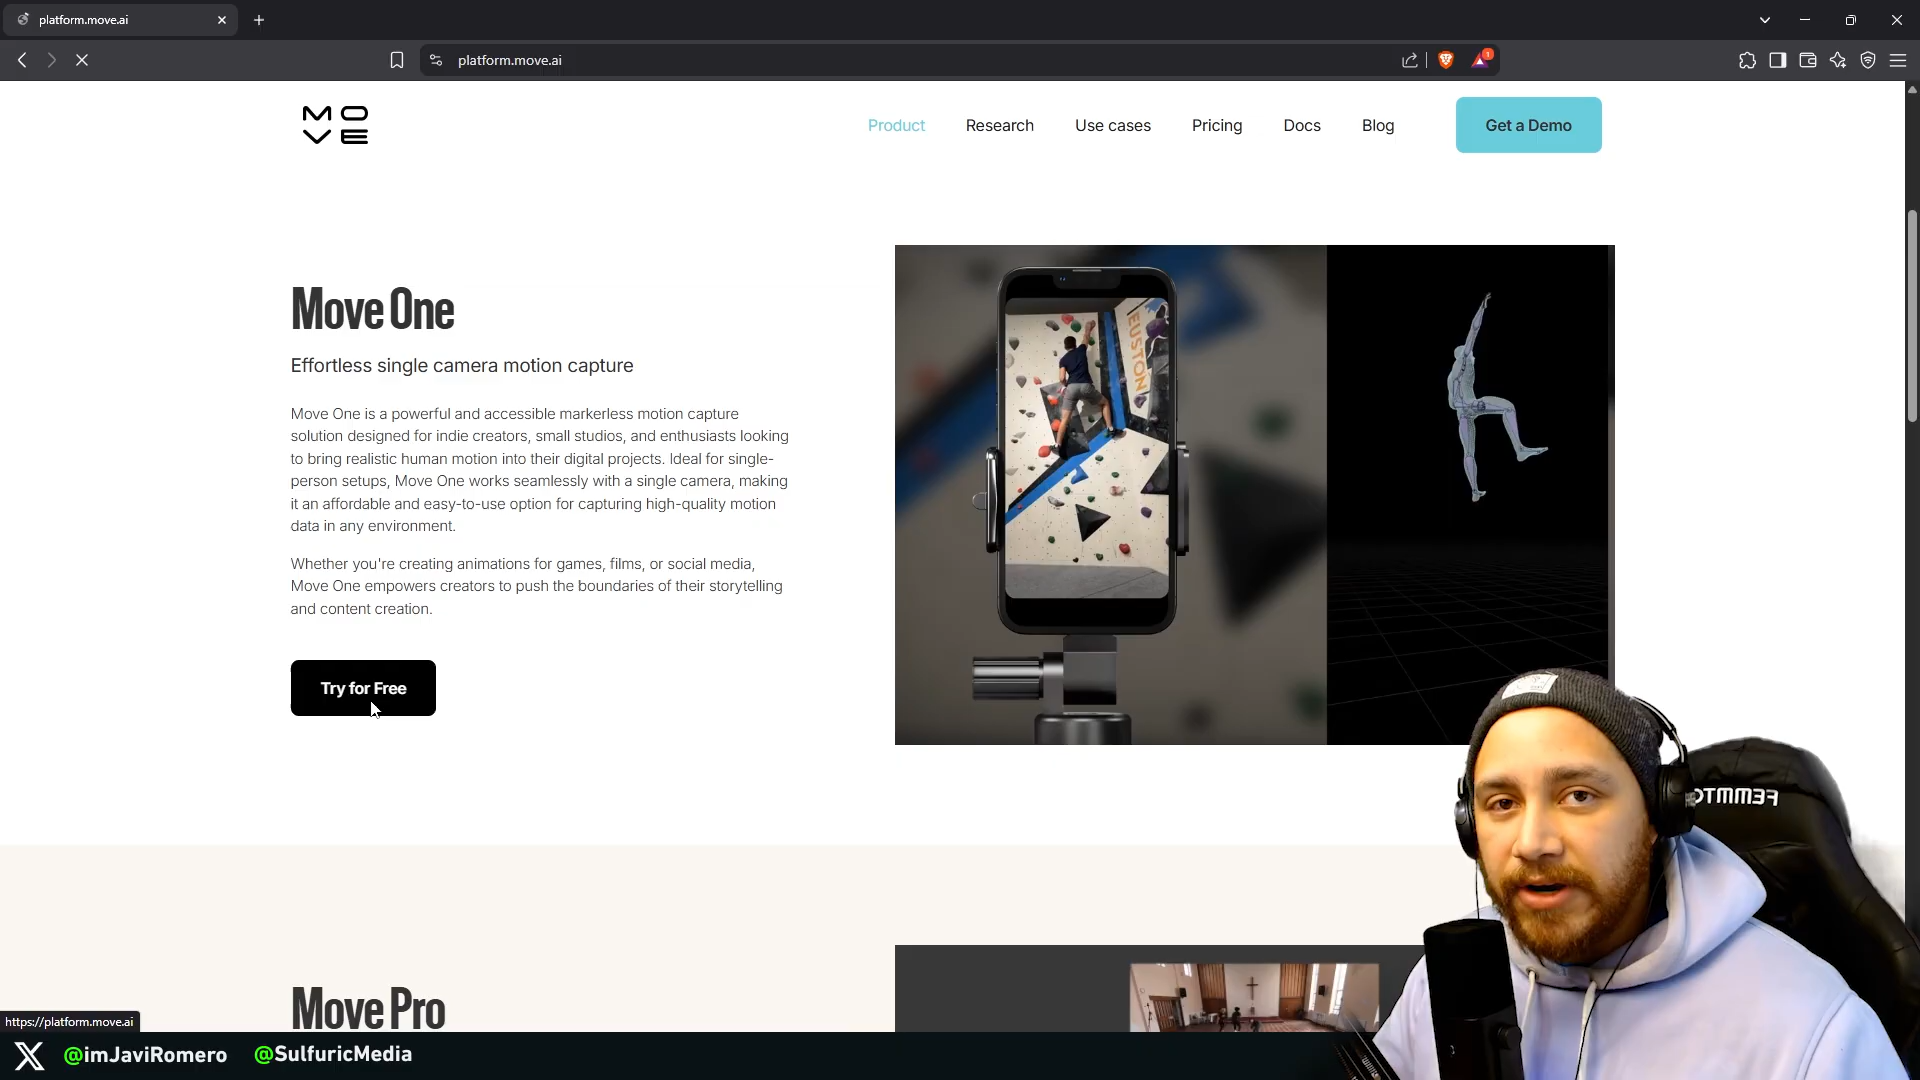 platform.move.ai
platform.move.ai
1
MOVE
Product
Research
Use cases
Pricing
Docs
Blog
Get a Demo
Move One
Effortless single camera motion capture
Move One is a powerful and accessible markerless motion capture
solution designed for indie creators, small studios, and enthusiasts looking
to bring realistic human motion into their digital projects. Ideal for single-
person setups, Move One works seamlessly with a single camera, making
it an affordable and easy-to-use option for capturing high-quality motion
data in any environment.
Whether you're creating animations for games, films, or social media,
Move One empowers creators to push the boundaries of their storytelling
and content creation.
Try for Free
EUSTON
Move Pro
https://platform.move.ai
@imJaviRomero
@SulfuricMedia